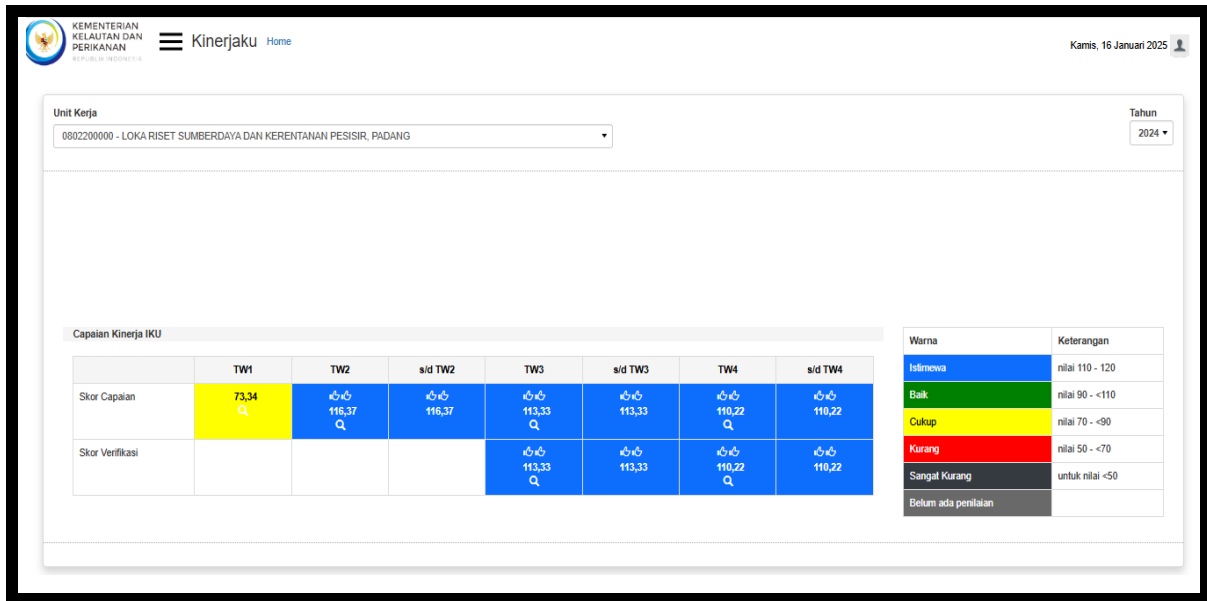 KEMENTERIAN
KELAUTAN DAN
PERIKANAN
REPUBLIK INDONESIA
Kinerjaku Home
Kamis, 16 Januari 2025
Unit Kerja
Tahun
0802200000 - LOKA RISET SUMBERDAYA DAN KERENTANAN PESISIR, PADANG
2024
Capaian Kinerja IKU
TW1 TW2 s/d TW2 TW3 s/d TW3 TW4 s/d TW4
Skor Capaian 73,34 116,37 116,37 113,33 113,33 110,22 110,22
Skor Verifikasi 113,33 113,33 110,22 110,22
Warna Keterangan
Istimewa nilai 110 - 120
Baik nilai 90 - <110
Cukup nilai 70 - <90
Kurang nilai 50 - <70
Sangat Kurang untuk nilai <50
Belum ada penilaian